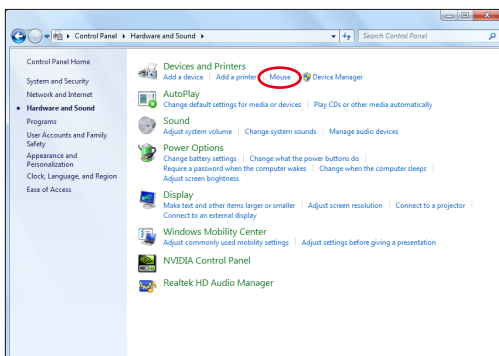 Control Panel ▸ Hardware and Sound ▸
Search Control Panel
Control Panel Home
System and Security
Network and Internet
Hardware and Sound
Programs
User Accounts and Family
Safety
Appearance and
Personalization
Clock, Language, and Region
Ease of Access
Devices and Printers
Add a device | Add a printer | Mouse | Device Manager
AutoPlay
Change default settings for media or devices | Play CDs or other media automatically
Sound
Adjust system volume | Change system sounds | Manage audio devices
Power Options
Change battery settings | Change what the power buttons do |
Require a password when the computer wakes | Change when the computer sleeps |
Adjust screen brightness
Display
Make text and other items larger or smaller | Adjust screen resolution | Connect to a projector |
Connect to an external display
Windows Mobility Center
Adjust commonly used mobility settings | Adjust settings before giving a presentation
NVIDIA Control Panel
Realtek HD Audio Manager